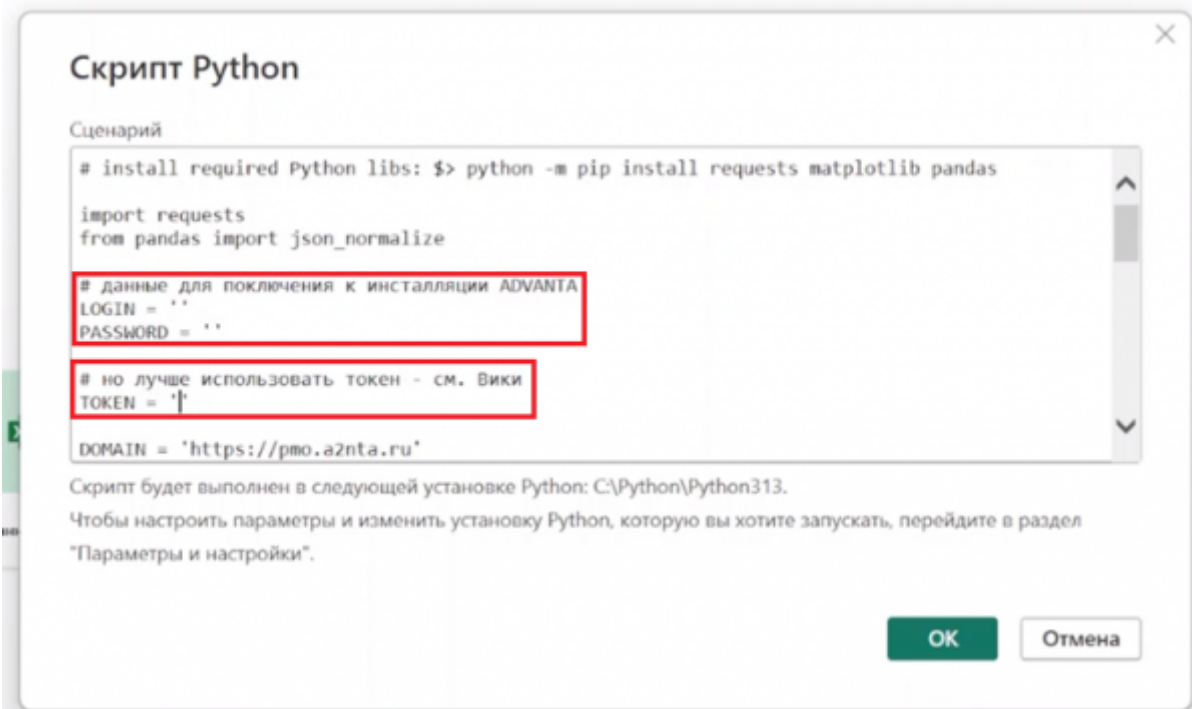 Скрипт Python
Сценарий
# install required Python libs: $> python -m pip install requests matplotlib pandas
import requests
from pandas import json_normalize
# данные для поключения к инсталляции ADVANTA
LOGIN = ''
PASSWORD = ''
# но лучше использовать токен - см. Вики
TOKEN = ''
DOMAIN = 'https://pmo.a2nta.ru'
Скрипт будет выполнен в следующей установке Python: C:\Python\Python313.
Чтобы настроить параметры и изменить установку Python, которую вы хотите запускать, перейдите в раздел
"Параметры и настройки".
ОК Отмена